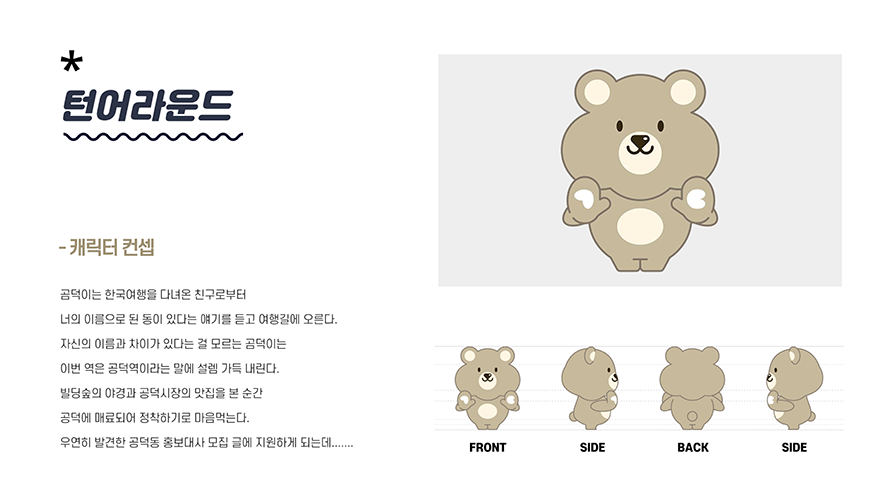 *
턴어라운드
- 캐릭터 컨셉
곰덕이는 한국여행을 다녀온 친구로부터
너의 이름으로 된 동이 있다는 얘기를 듣고 여행길에 오른다.
자신의 이름과 차이가 있다는 걸 모르는 곰덕이는
이번 역은 공덕역이라는 말에 설렘 가득 내린다.
빌딩숲의 야경과 공덕시장의 맛집을 본 순간
공덕에 매료되어 정착하기로 마음먹는다.
우연히 발견한 공덕동 홍보대사 모집 글에 지원하게 되는데.......
FRONT SIDE BACK SIDE